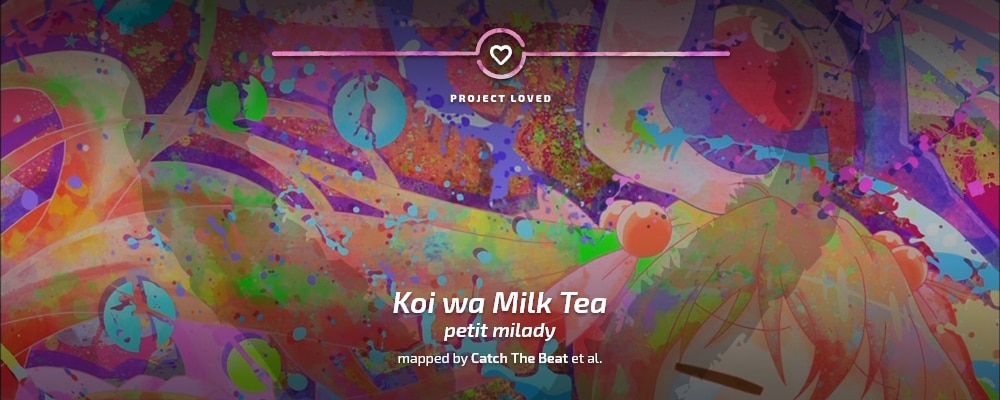 PROJECT LOVED
Koi wa Milk Tea
petit milady
mapped by Catch The Beat et al.